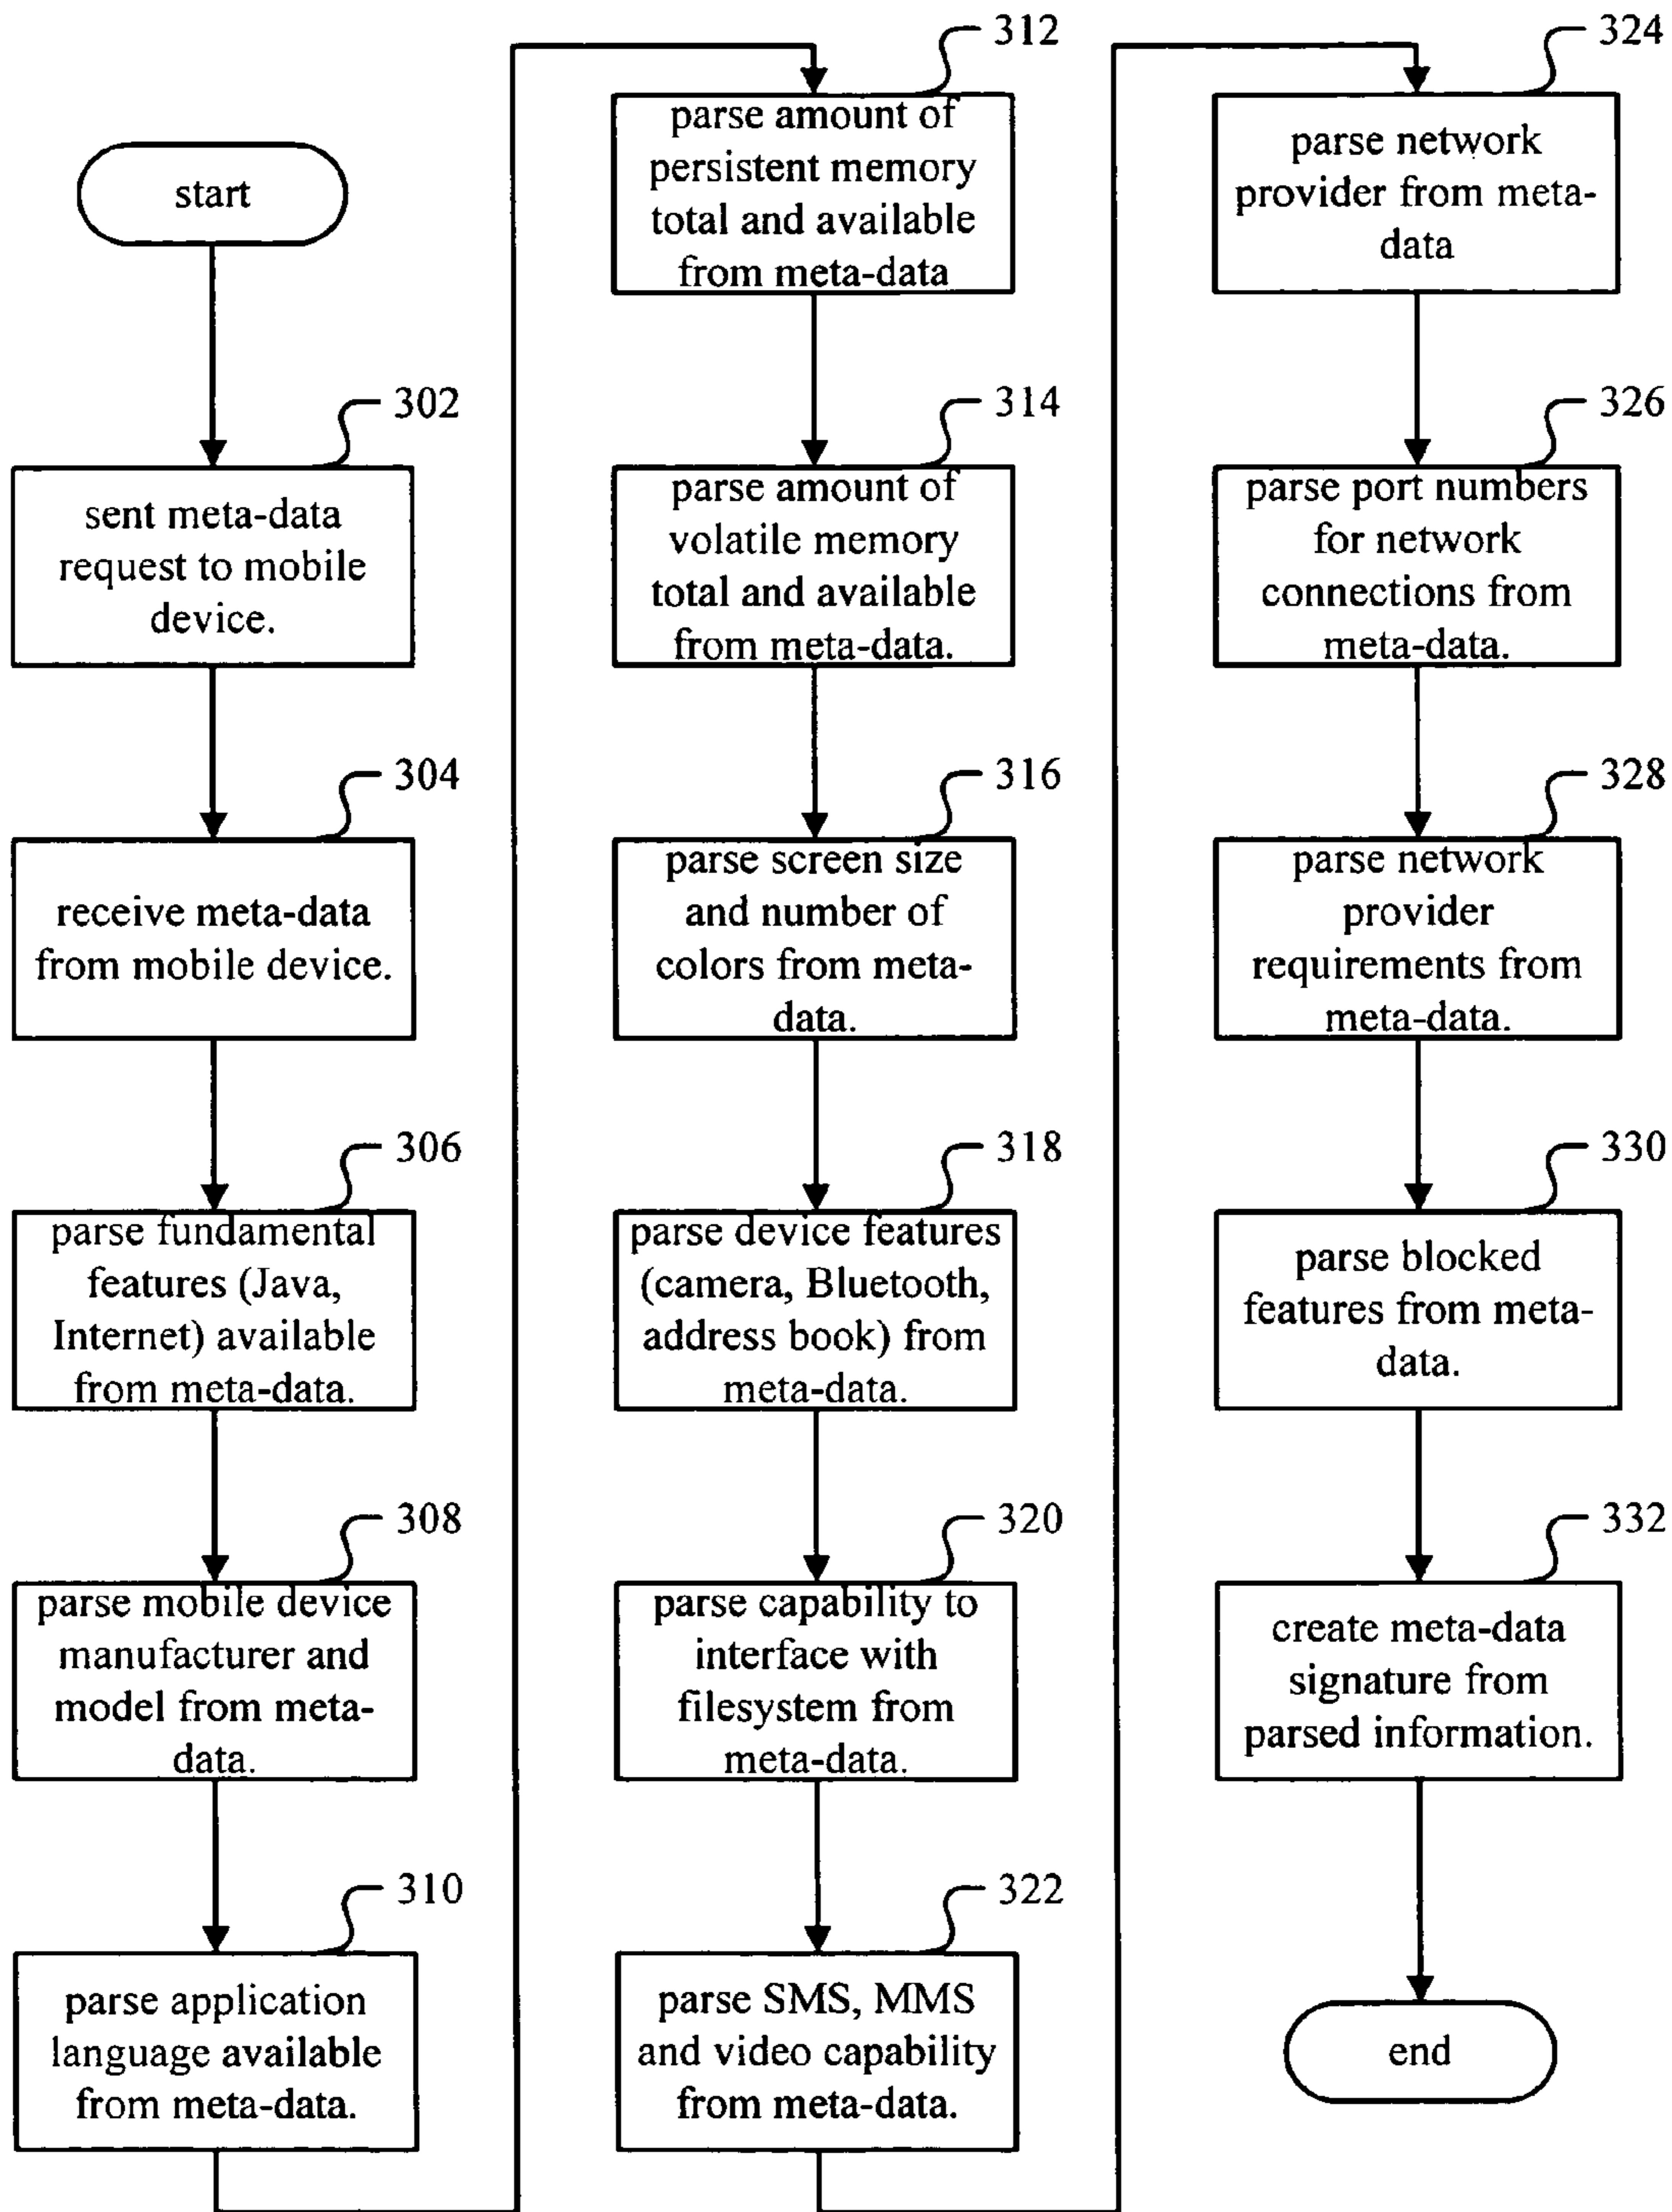 start
302
sent meta-data
request to mobile
device.
304
receive meta-data
from mobile device.
306
parse fundamental
features (Java,
Internet) available
from meta-data.
308
parse mobile device
manufacturer and
model from meta-
data.
310
parse application
language available
from meta-data.
312
parse amount of
persistent memory
total and available
from meta-data
314
parse amount of
volatile memory
total and available
from meta-data.
316
parse screen size
and number of
colors from meta-
data.
318
parse device features
(camera, Bluetooth,
address book) from
meta-data.
320
parse capability to
interface with
filesystem from
meta-data.
322
parse SMS, MMS
and video capability
from meta-data.
324
parse network
provider from meta-
data
326
parse port numbers
for network
connections from
meta-data.
328
parse network
provider
requirements from
meta-data.
330
parse blocked
features from meta-
data.
332
create meta-data
signature from
parsed information.
end